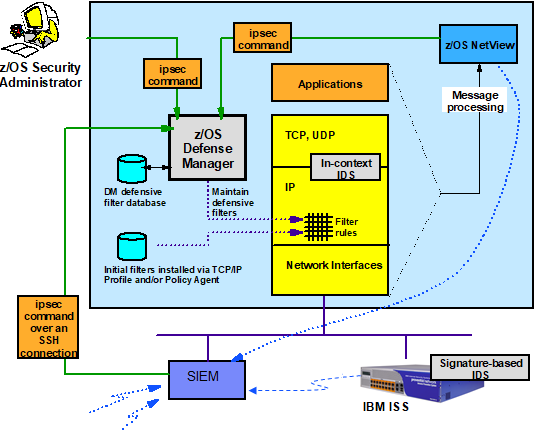 ipsec
command
z/OS NetView
z/OS Security
Administrator
ipsec
command
Applications
Message
processing
z/OS
Defense
Manager
TCP, UDP
In-context
IDS
IP
DM defensive
filter database
Maintain
defensive
filters
Filter
rules
Initial filters installed via TCP/IP
Profile and/or Policy Agent
Network Interfaces
ipsec
command
over an
SSH
connection
SIEM
Signature-based
IDS
IBM ISS